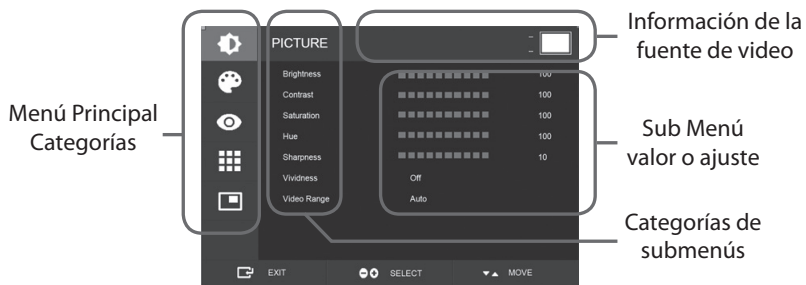 Información de la
fuente de video
PICTURE
Brightness 100
Contrast 100
Saturation 100
Hue 100
Sharpness 10
Vividness Off
Video Range Auto
Menú Principal
Categorías
Sub Menú
valor o ajuste
Categorías de
submenús
EXIT SELECT MOVE